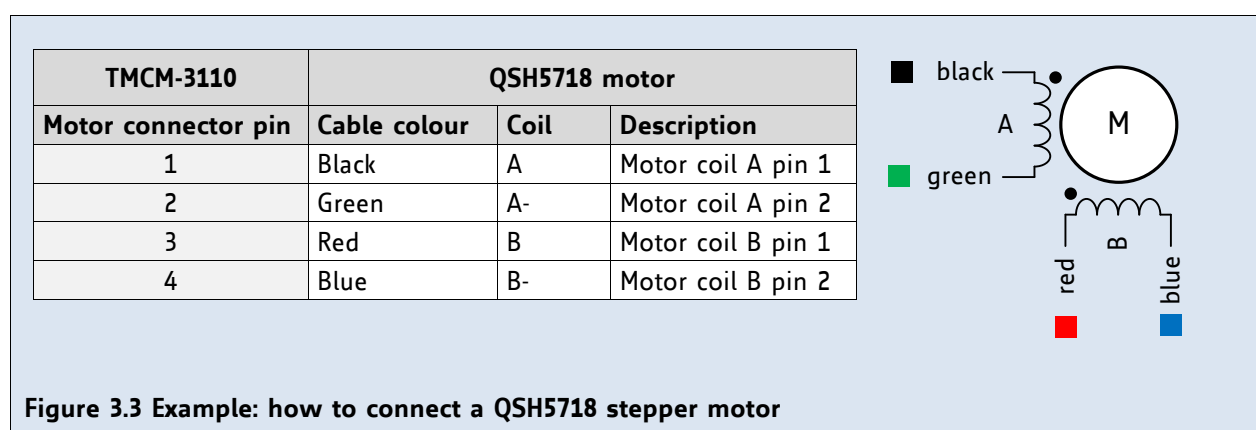 TMCM-3110 QSH5718 motor
Motor connector pin Cable colour Coil Description
1 Black A Motor coil A pin 1
2 Green A- Motor coil A pin 2
3 Red B Motor coil B pin 1
4 Blue B- Motor coil B pin 2
black
A
M
green
B
red
blue
Figure 3.3 Example: how to connect a QSH5718 stepper motor